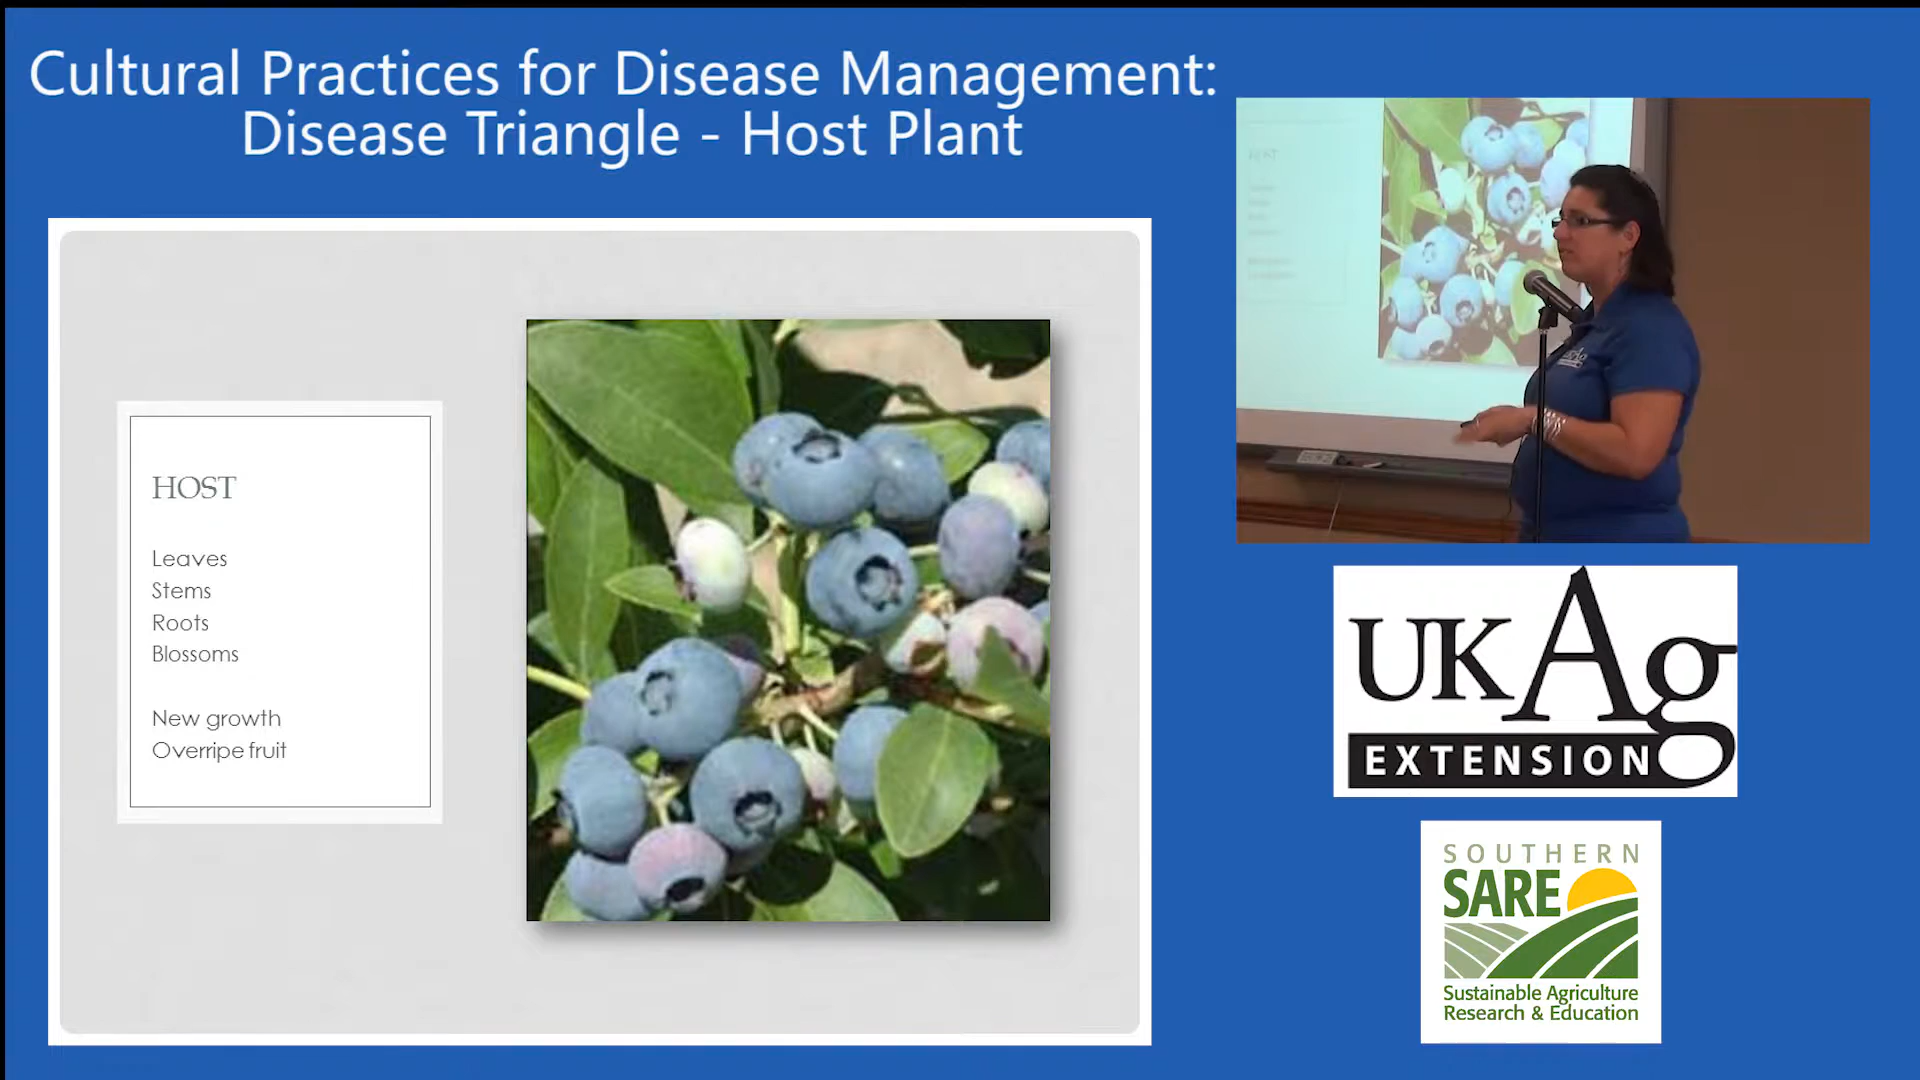 Cultural Practices for Disease Management:
Disease Triangle - Host Plant
HOST
Leaves
Stems
Roots
Blossoms
New growth
Overripe fruit
UKAg
EXTENSION
SOUTHERN
SARE
Sustainable Agriculture
Research & Education